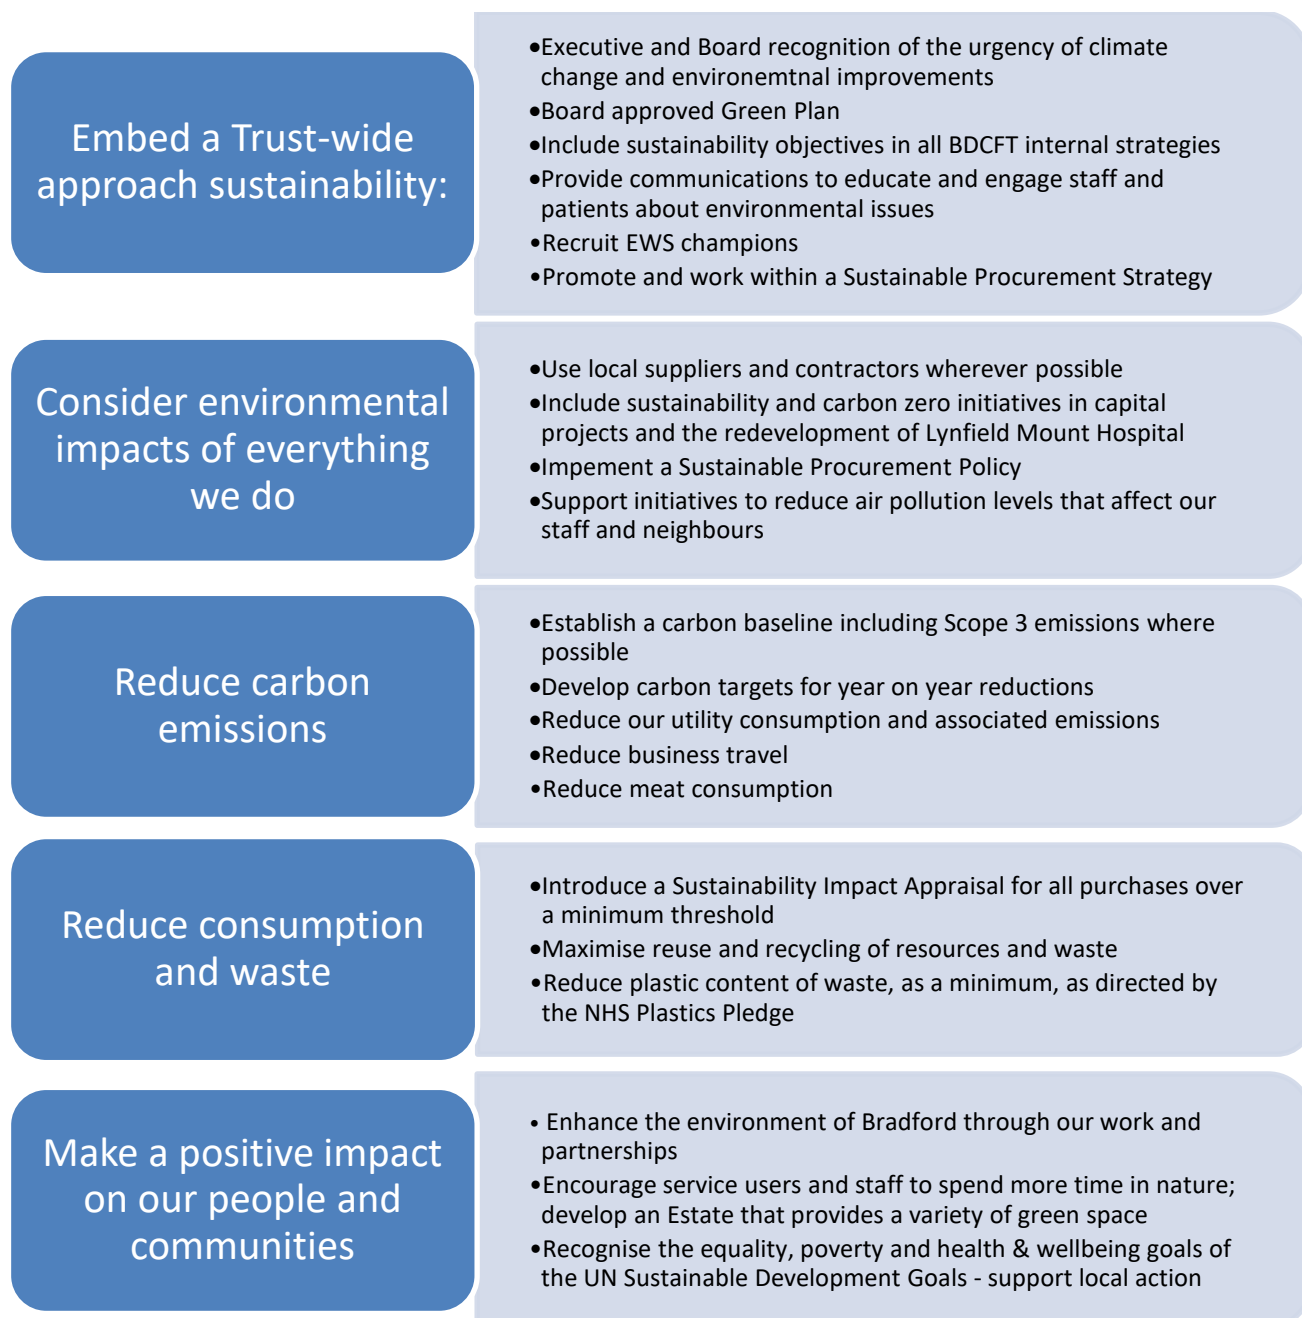 Embed a Trust-wide
approach sustainability:
•Executive and Board recognition of the urgency of climate
change and environemtnal improvements
•Board approved Green Plan
•Include sustainability objectives in all BDCFT internal strategies
•Provide communications to educate and engage staff and
patients about environmental issues
•Recruit EWS champions
•Promote and work within a Sustainable Procurement Strategy
Consider environmental
impacts of everything
we do
•Use local suppliers and contractors wherever possible
•Include sustainability and carbon zero initiatives in capital
projects and the redevelopment of Lynfield Mount Hospital
•Impement a Sustainable Procurement Policy
•Support initiatives to reduce air pollution levels that affect our
staff and neighbours
Reduce carbon
emissions
•Establish a carbon baseline including Scope 3 emissions where
possible
•Develop carbon targets for year on year reductions
•Reduce our utility consumption and associated emissions
•Reduce business travel
•Reduce meat consumption
Reduce consumption
and waste
•Introduce a Sustainability Impact Appraisal for all purchases over
a minimum threshold
•Maximise reuse and recycling of resources and waste
•Reduce plastic content of waste, as a minimum, as directed by
the NHS Plastics Pledge
Make a positive impact
on our people and
communities
• Enhance the environment of Bradford through our work and
partnerships
•Encourage service users and staff to spend more time in nature;
develop an Estate that provides a variety of green space
•Recognise the equality, poverty and health & wellbeing goals of
the UN Sustainable Development Goals - support local action